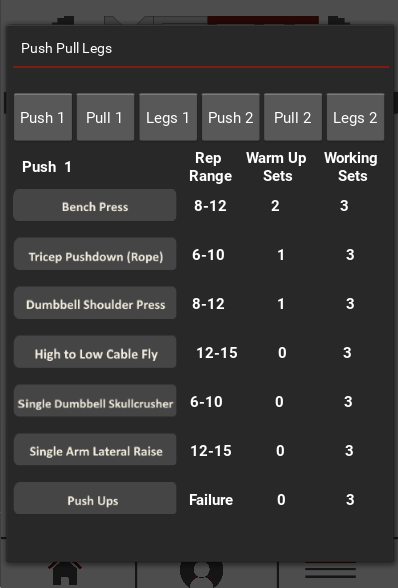 Push Pull Legs
Push 1 Pull 1 Legs 1 Push 2 Pull 2 Legs 2
Push 1 Rep Range Warm Up Sets Working Sets
Bench Press 8-12 2 3
Tricep Pushdown (Rope) 6-10 1 3
Dumbbell Shoulder Press 8-12 1 3
High to Low Cable Fly 12-15 0 3
Single Dumbbell Skullcrusher 6-10 0 3
Single Arm Lateral Raise 12-15 0 3
Push Ups Failure 0 3